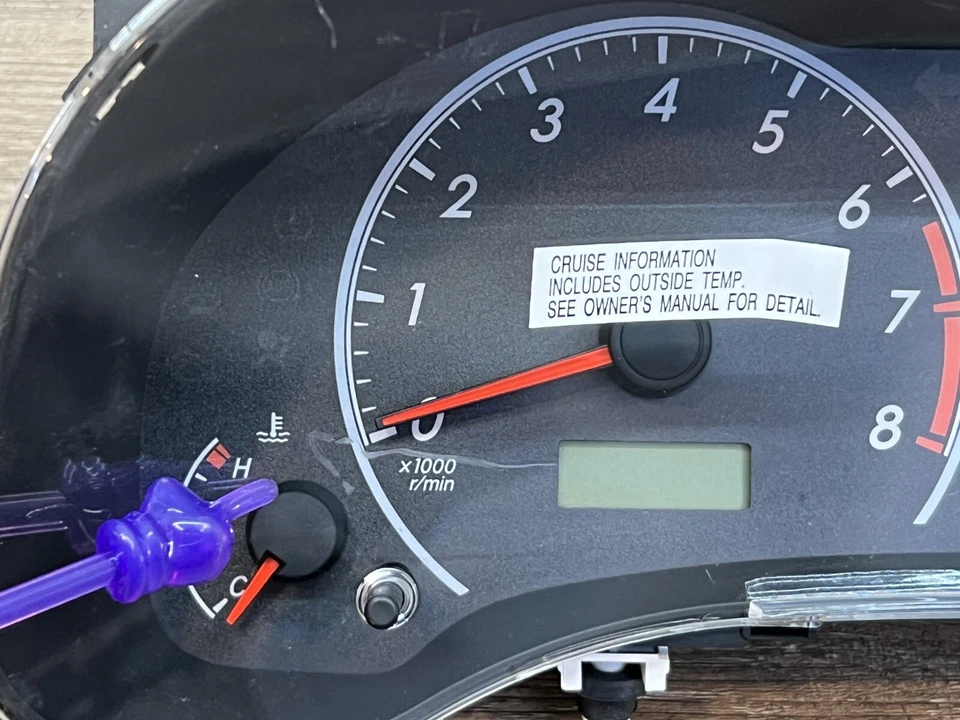 4
3
5
2
6
CRUISE INFORMATION
INCLUDES OUTSIDE TEMP.
SEE OWNER'S MANUAL FOR DETAIL.
1
7
0
8
x1000
r/min
H
C